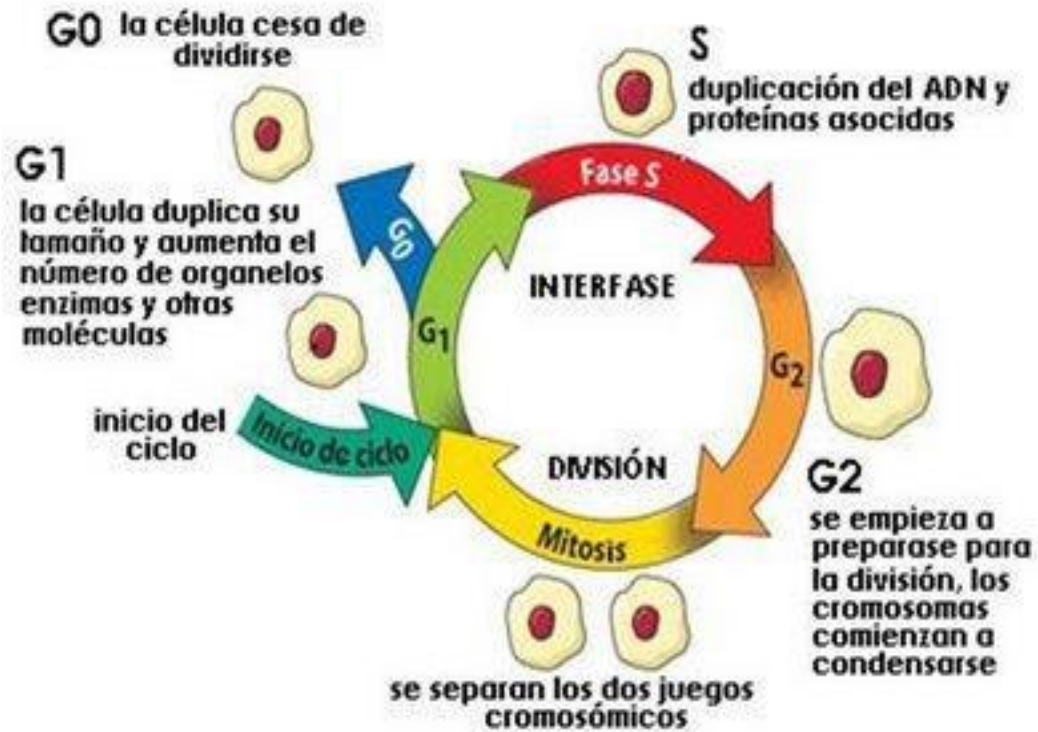 G0 la célula cesa de
dividirse
S
duplicación del ADN y
proteínas asocidas
G1
la célula duplica su
tamaño y aumenta el
número de organelos
enzimas y otras
moléculas
Fase S
G0
INTERFASE
G1
G2
inicio del
ciclo
Inicio de ciclo
DIVISIÓN
Mitosis
G2
se empieza a
preparase para
la división, los
cromosomas
comienzan a
condensarse
se separan los dos juegos
cromosómicos